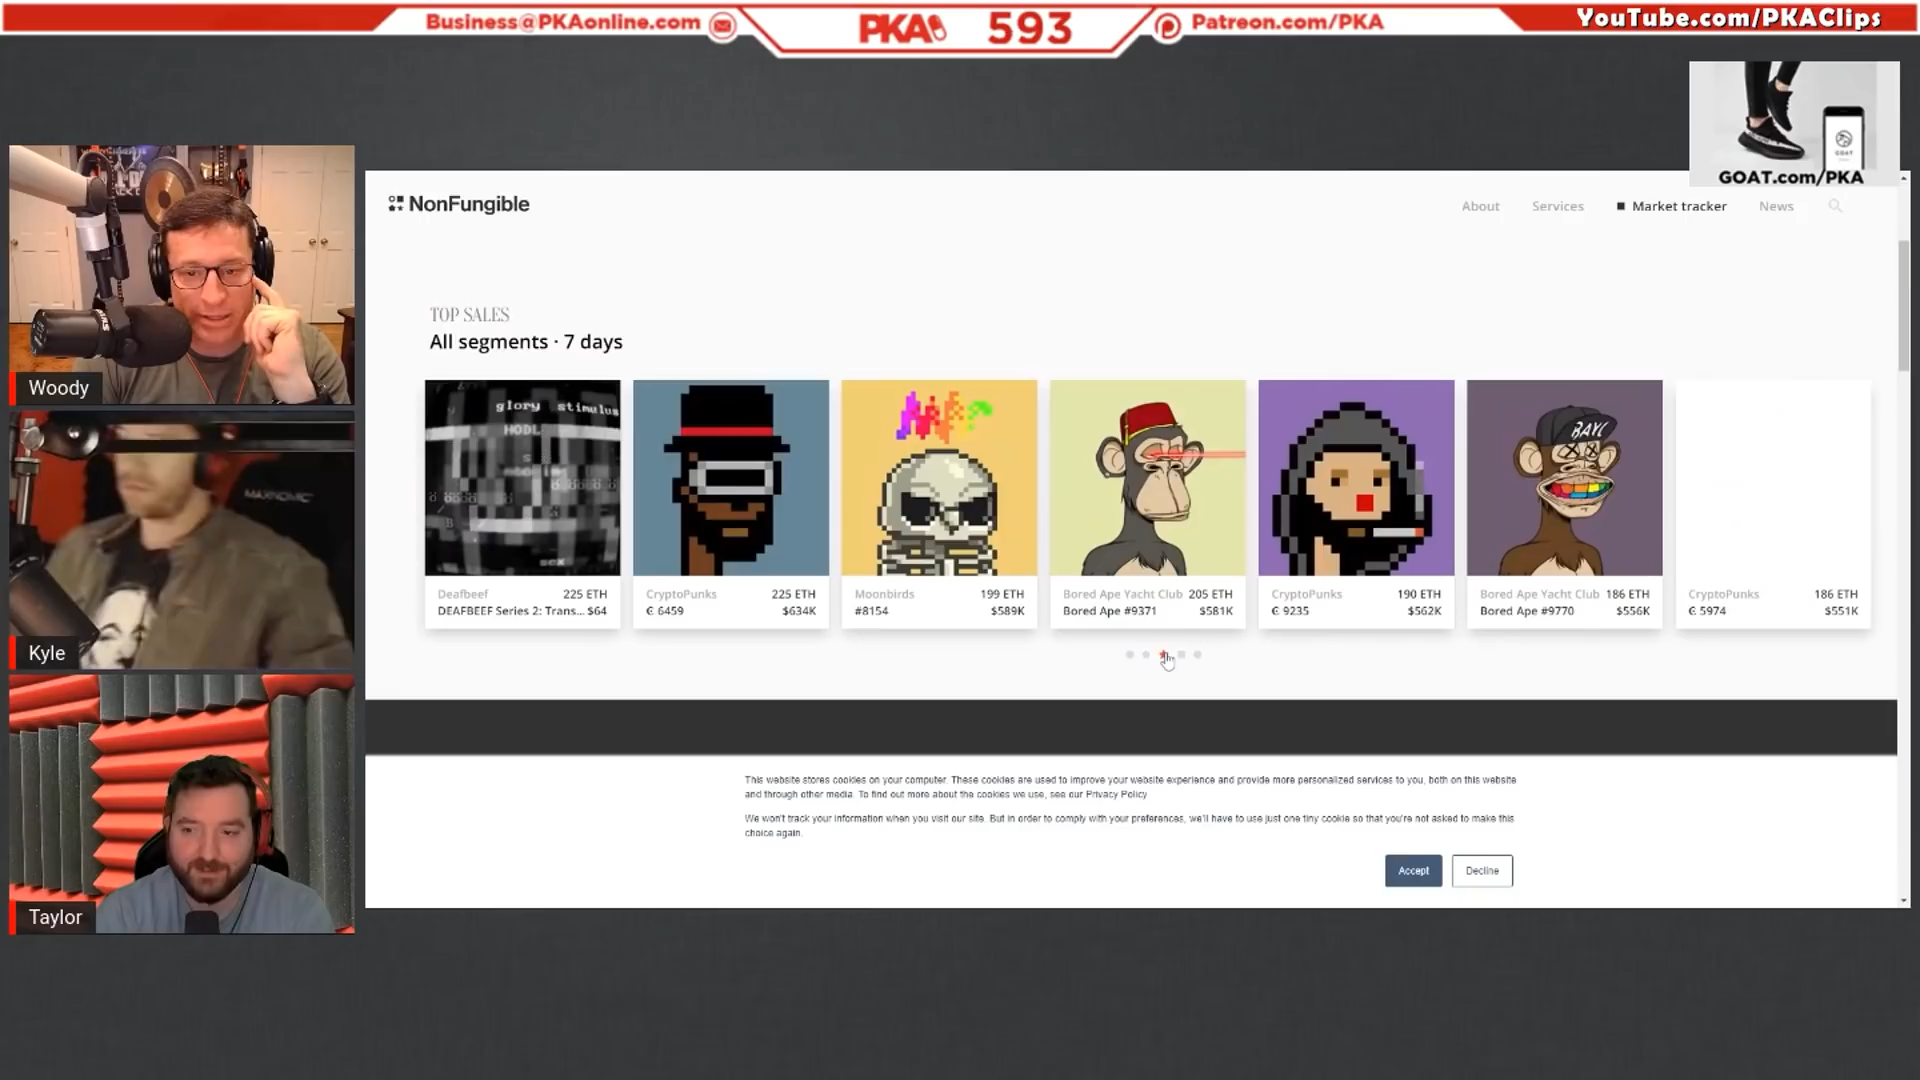 Business@PKAonline.com
PKA 593
Patreon.com/PKA
YouTube.com/PKAClips
GOAT
GOAT.com/PKA
NonFungible
About
Services
Market tracker
News
TOP SALES
All segments · 7 days
glory stimulus
HODL
sex
BAYC
Deafbeef 225 ETH
DEAFBEEF Series 2: Trans... $64
CryptoPunks 225 ETH
Ͼ 6459 $634K
Moonbirds 199 ETH
#8154 $589K
Bored Ape Yacht Club 205 ETH
Bored Ape #9371 $581K
CryptoPunks 190 ETH
Ͼ 9235 $562K
Bored Ape Yacht Club 186 ETH
Bored Ape #9770 $556K
CryptoPunks 186 ETH
Ͼ 5974 $551K
This website stores cookies on your computer. These cookies are used to improve your website experience and provide more personalized services to you, both on this website
and through other media. To find out more about the cookies we use, see our Privacy Policy
We won't track your information when you visit our site. But in order to comply with your preferences, we'll have to use just one tiny cookie so that you're not asked to make this
choice again.
Accept
Decline
Woody
MAXNOMIC
Kyle
Taylor